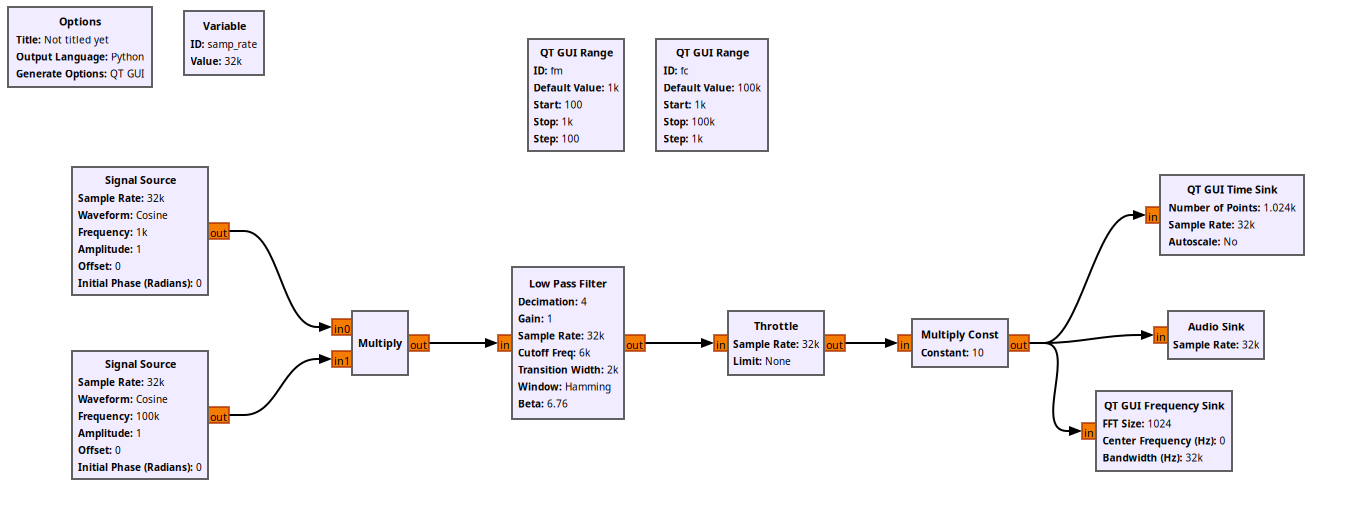 Options
Title: Not titled yet
Output Language: Python
Generate Options: QT GUI
Variable
ID: samp_rate
Value: 32k
QT GUI Range
ID: fm
Default Value: 1k
Start: 100
Stop: 1k
Step: 100
QT GUI Range
ID: fc
Default Value: 100k
Start: 1k
Stop: 100k
Step: 1k
Signal Source
Sample Rate: 32k
Waveform: Cosine
Frequency: 1k
Amplitude: 1
Offset: 0
Initial Phase (Radians): 0
out
Signal Source
Sample Rate: 32k
Waveform: Cosine
Frequency: 100k
Amplitude: 1
Offset: 0
Initial Phase (Radians): 0
out
in0
in1
Multiply
out
in
Low Pass Filter
Decimation: 4
Gain: 1
Sample Rate: 32k
Cutoff Freq: 6k
Transition Width: 2k
Window: Hamming
Beta: 6.76
out
in
Throttle
Sample Rate: 32k
Limit: None
out
in
Multiply Const
Constant: 10
out
in
QT GUI Time Sink
Number of Points: 1.024k
Sample Rate: 32k
Autoscale: No
in
Audio Sink
Sample Rate: 32k
in
QT GUI Frequency Sink
FFT Size: 1024
Center Frequency (Hz): 0
Bandwidth (Hz): 32k